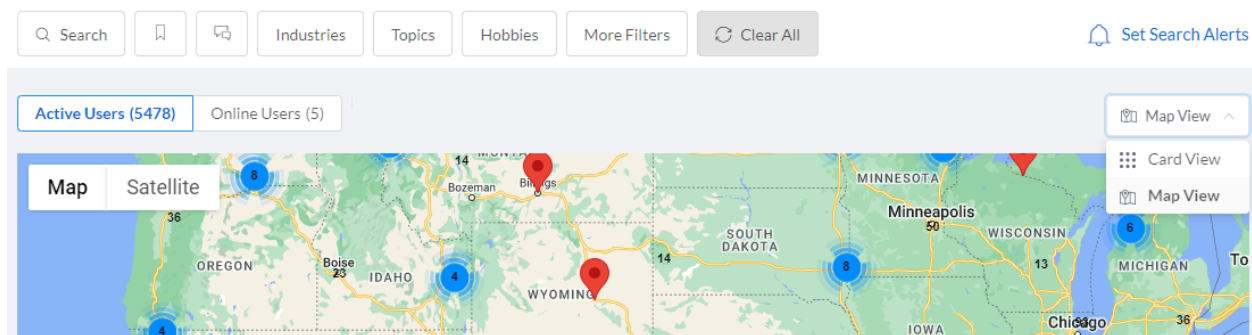 Search
Industries
Topics
Hobbies
More Filters
Clear All
Set Search Alerts
Active Users (5478)
Online Users (5)
Map View
Card View
Map View
Map
Satellite
8
14
Bozeman
Billings
MINNESOTA
Minneapolis
50
36
SOUTH
DAKOTA
WISCONSIN
6
OREGON
Boise
23
IDAHO
4
WYOMING
14
8
13
MICHIGAN
To
4
IOWA
Chicago
36